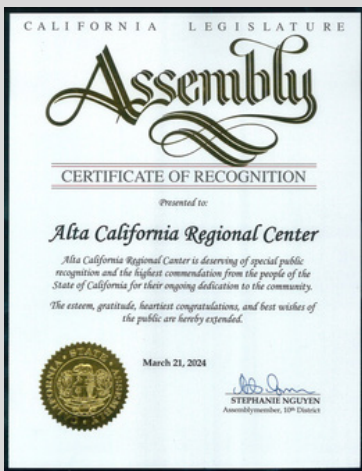 CALIFORNIA LEGISLATURE
Assembly
CERTIFICATE OF RECOGNITION
Presented to:
Alta California Regional Center
Alta California Regional Center is deserving of special public
recognition and the highest commendation from the people of the
State of California for their ongoing dedication to the community.
The esteem, gratitude, heartiest congratulations, and best wishes of
the public are hereby extended.
March 21, 2024
STEPHANIE NGUYEN
Assemblymember, 10th District